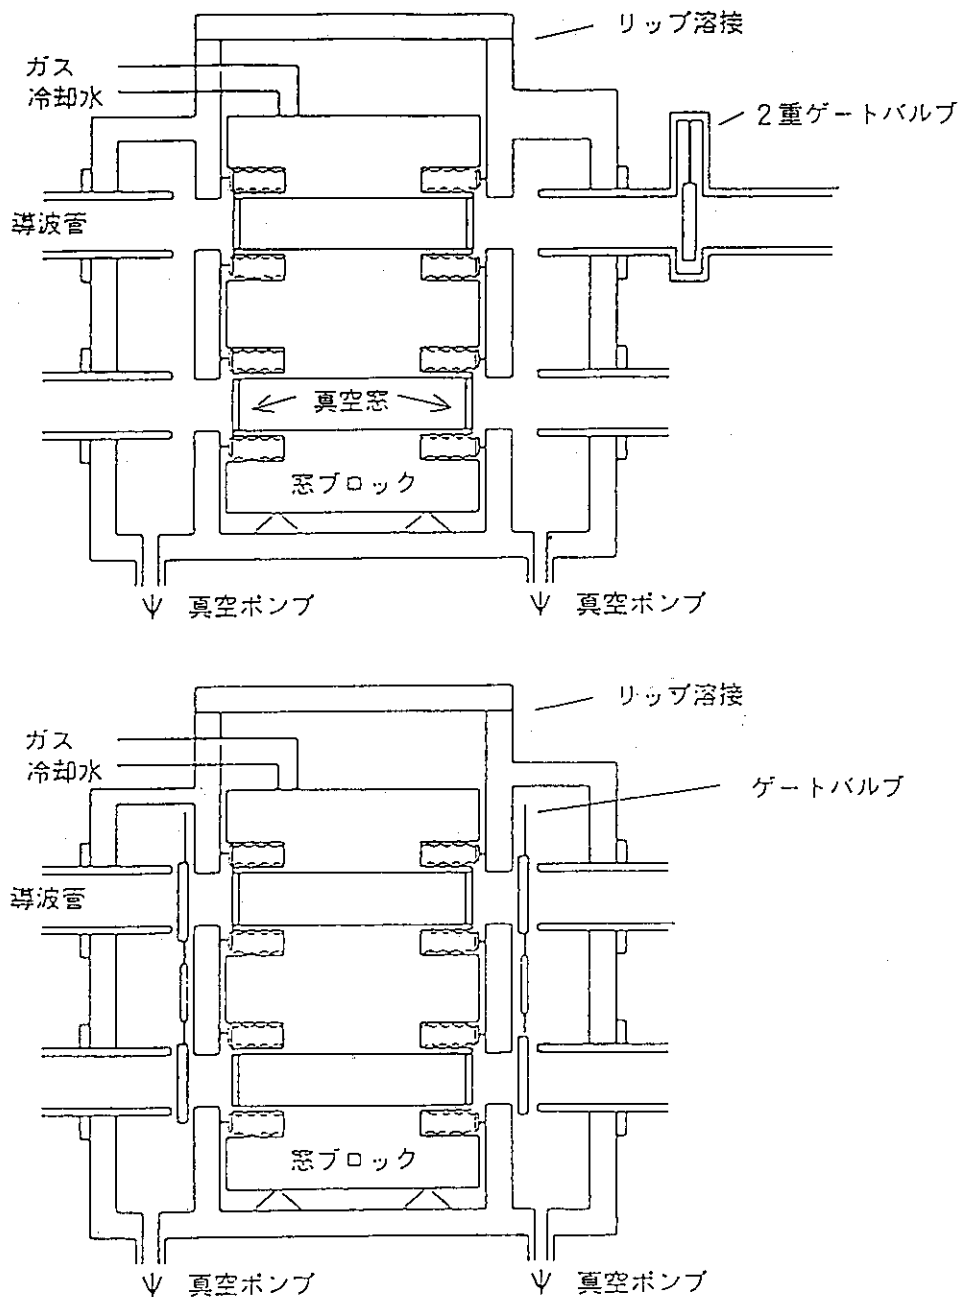 リップ溶接
ガス
冷却水
2重ゲートバルブ
導波管
真空窓
窓ブロック
真空ポンプ
真空ポンプ
リップ溶接
ガス
冷却水
ゲートバルブ
導波管
窓ブロック
真空ポンプ
真空ポンプ